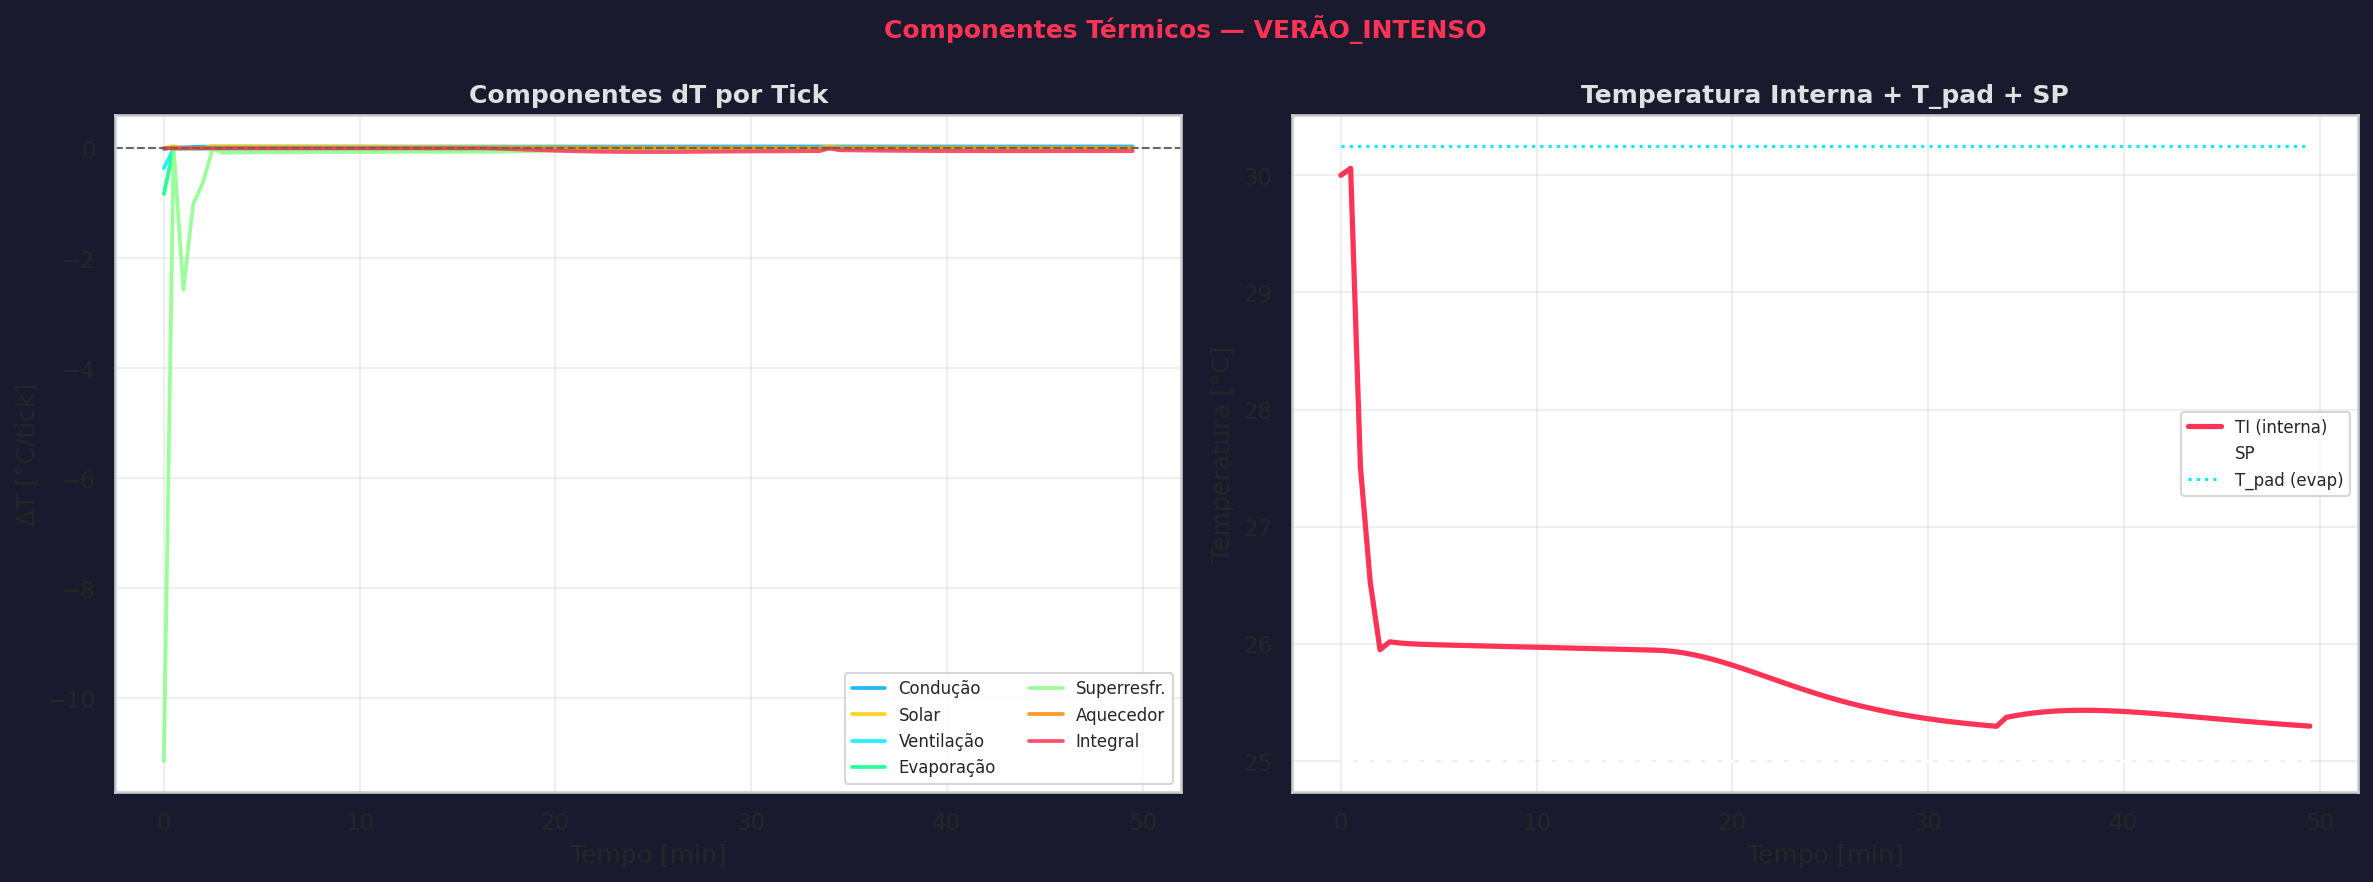 Componentes Térmicos — VERÃO_INTENSO
Componentes dT por Tick
0
−2
−4
−6
−8
−10
ΔT [°C/tick]
Condução
Solar
Ventilação
Evaporação
Superresfr.
Aquecedor
Integral
0
10
20
30
40
50
Tempo [min]
Temperatura Interna + T_pad + SP
30
29
28
27
26
25
Temperatura [°C]
TI (interna)
SP
T_pad (evap)
0
10
20
30
40
50
Tempo [min]